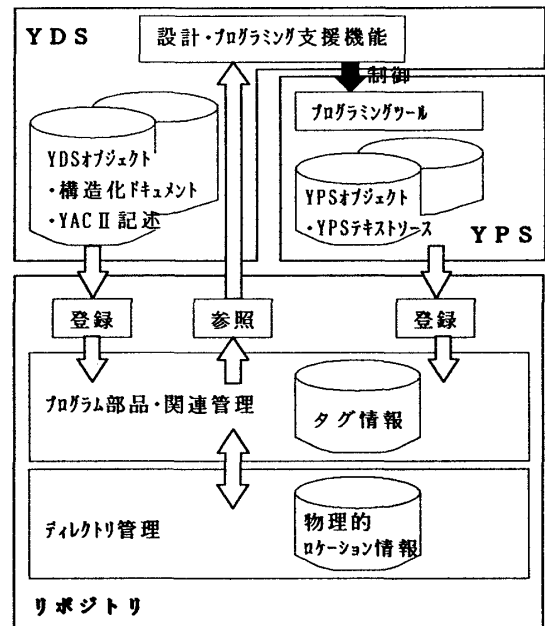 YDS
設計・プログラミング支援機能
制御
プログラミングツール
YDSオブジェクト
・構造化ドキュメント
・YACⅡ記述
YPSオブジェクト
・YPSテキストソース
YPS
登録
参照
登録
プログラム部品・関連管理
タグ情報
ディレクトリ管理
物理的
ロケーション情報
リポジトリ